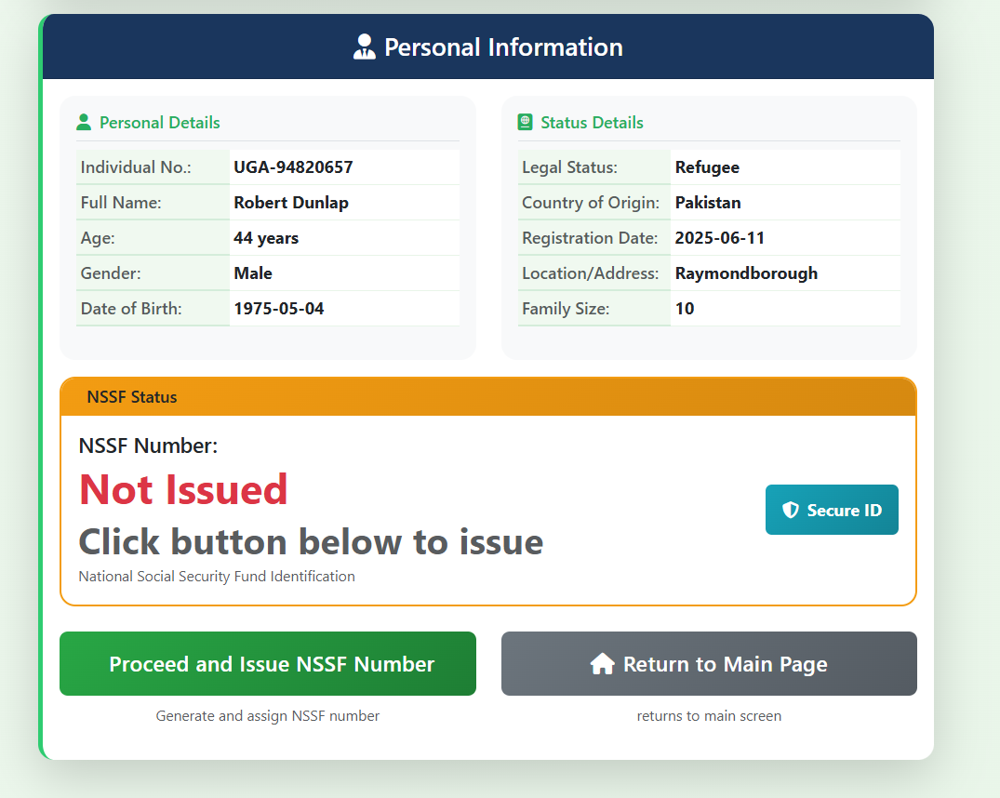 Personal Information
Personal Details
Individual No.: UGA-94820657
Full Name: Robert Dunlap
Age: 44 years
Gender: Male
Date of Birth: 1975-05-04
Status Details
Legal Status: Refugee
Country of Origin: Pakistan
Registration Date: 2025-06-11
Location/Address: Raymondborough
Family Size: 10
NSSF Status
NSSF Number:
Not Issued
Click button below to issue
National Social Security Fund Identification
Secure ID
Proceed and Issue NSSF Number
Generate and assign NSSF number
Return to Main Page
returns to main screen